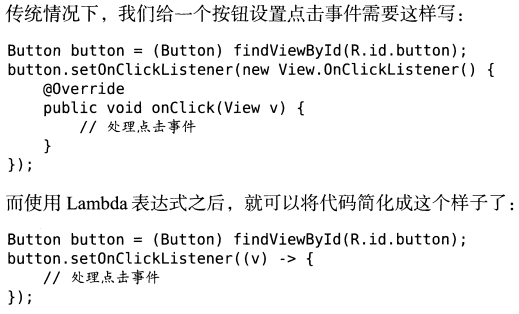 传统情况下，我们给一个按钮设置点击事件需要这样写：
Button button = (Button) findViewById(R.id.button);
button.setOnClickListener(new View.OnClickListener() {
    @Override
    public void onClick(View v) {
        // 处理点击事件
    }
});
而使用 Lambda 表达式之后，就可以将代码简化成这个样子了：
Button button = (Button) findViewById(R.id.button);
button.setOnClickListener((v) -> {
    // 处理点击事件
});